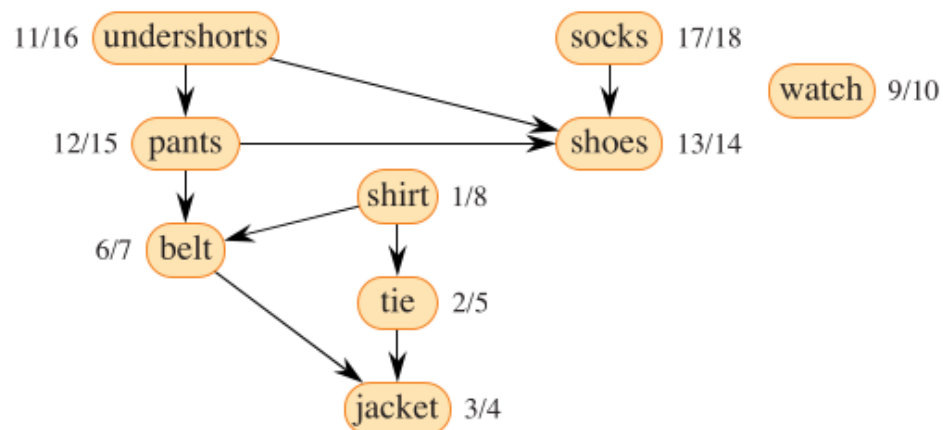 11/16 undershorts socks 17/18
watch 9/10
12/15 pants shoes 13/14
shirt 1/8
6/7 belt
tie 2/5
jacket 3/4